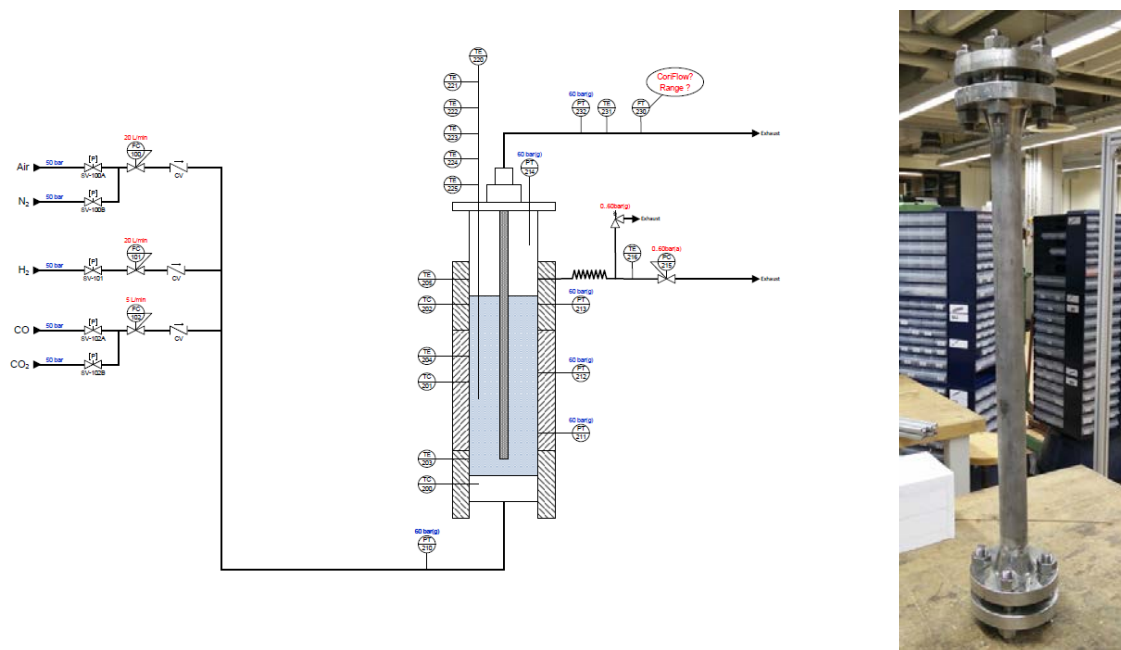 TE
220
TE
221
TE
222
TE
223
TE
224
TE
225
60 bar(g)
PT
214
60 bar(g)
PT
232
TE
231
FT
230
CoriFlow?
Range ?
Exhaust
Air
50 bar
[P]
SV-100A
20 L/min
FC
100
CV
N₂
50 bar
[P]
SV-100B
H₂
50 bar
[P]
SV-101
20 L/min
FC
101
CV
CO
50 bar
[P]
SV-102A
5 L/min
FC
102
CV
CO₂
50 bar
[P]
SV-102B
0..60bar(g)
Exhaust
TE
216
0..60bar(a)
PC
215
Exhaust
TE
205
TC
202
TE
204
TC
201
TE
203
TC
200
60 bar(g)
PT
213
60 bar(g)
PT
212
60 bar(g)
PT
211
60 bar(g)
PT
210